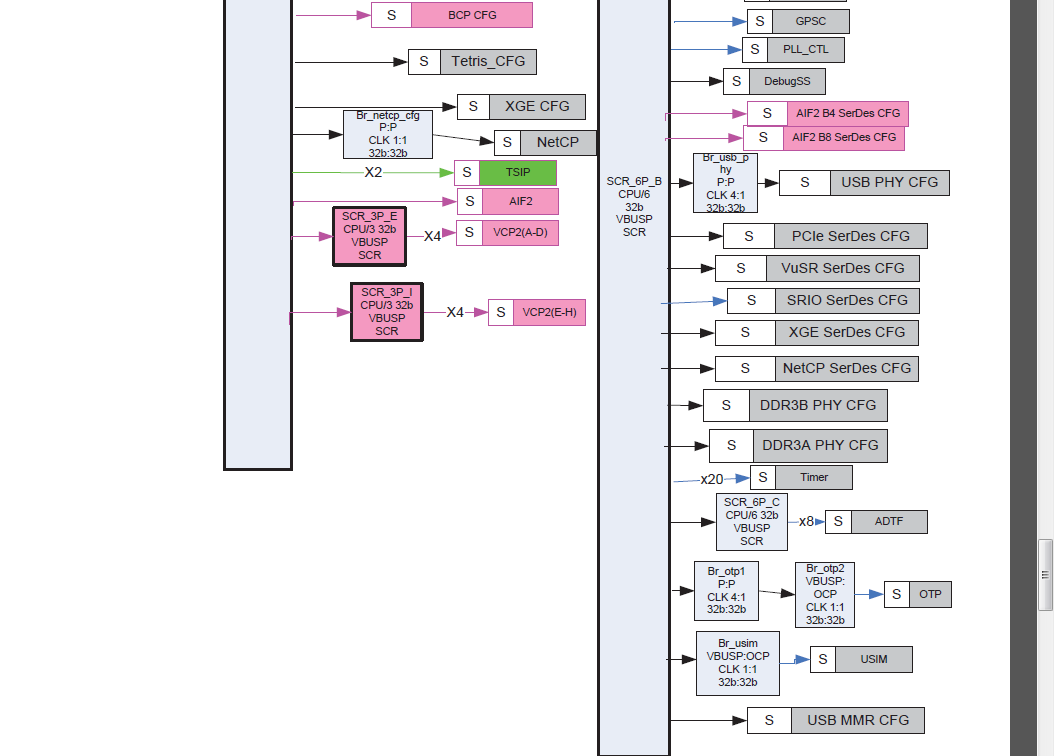 S BCP CFG
S Tetris_CFG
S XGE CFG
Br_netcp_cfg
P:P
CLK 1:1
32b:32b
S NetCP
X2
S TSIP
S AIF2
SCR_3P_E
CPU/3 32b
VBUSP
SCR
X4
S VCP2(A-D)
SCR_3P_I
CPU/3 32b
VBUSP
SCR
X4
S VCP2(E-H)
SCR_6P_B
CPU/6
32b
VBUSP
SCR
S GPSC
S PLL_CTL
S DebugSS
S AIF2 B4 SerDes CFG
S AIF2 B8 SerDes CFG
Br_usb_p
hy
P:P
CLK 4:1
32b:32b
S USB PHY CFG
S PCIe SerDes CFG
S VuSR SerDes CFG
S SRIO SerDes CFG
S XGE SerDes CFG
S NetCP SerDes CFG
S DDR3B PHY CFG
S DDR3A PHY CFG
x20
S Timer
SCR_6P_C
CPU/6 32b
VBUSP
SCR
x8
S ADTF
Br_otp1
P:P
CLK 4:1
32b:32b
Br_otp2
VBUSP:
OCP
CLK 1:1
32b:32b
S OTP
Br_usim
VBUSP:OCP
CLK 1:1
32b:32b
S USIM
S USB MMR CFG